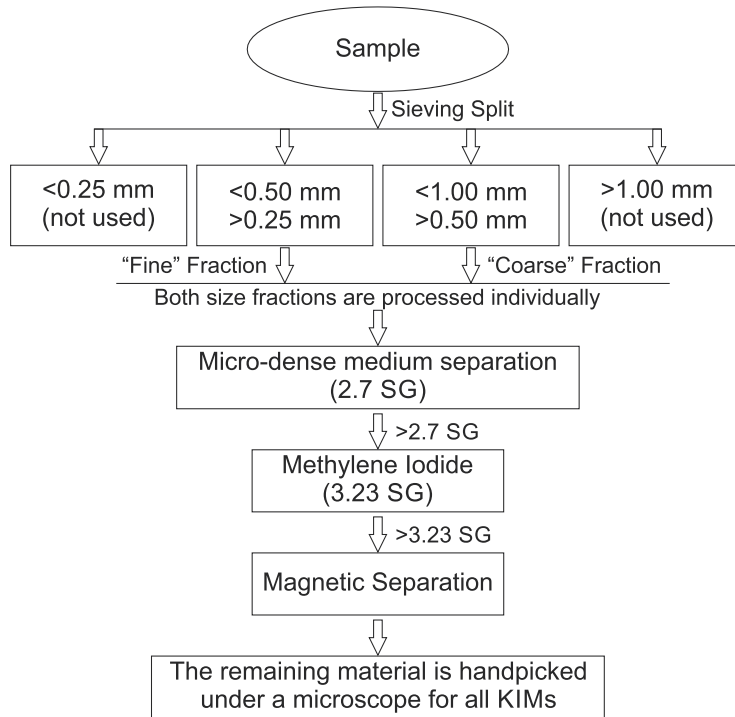 Sample
Sieving Split
<0.25 mm
(not used)
<0.50 mm
>0.25 mm
<1.00 mm
>0.50 mm
>1.00 mm
(not used)
“Fine” Fraction
“Coarse” Fraction
Both size fractions are processed individually
Micro-dense medium separation
(2.7 SG)
>2.7 SG
Methylene Iodide
(3.23 SG)
>3.23 SG
Magnetic Separation
The remaining material is handpicked
under a microscope for all KIMs